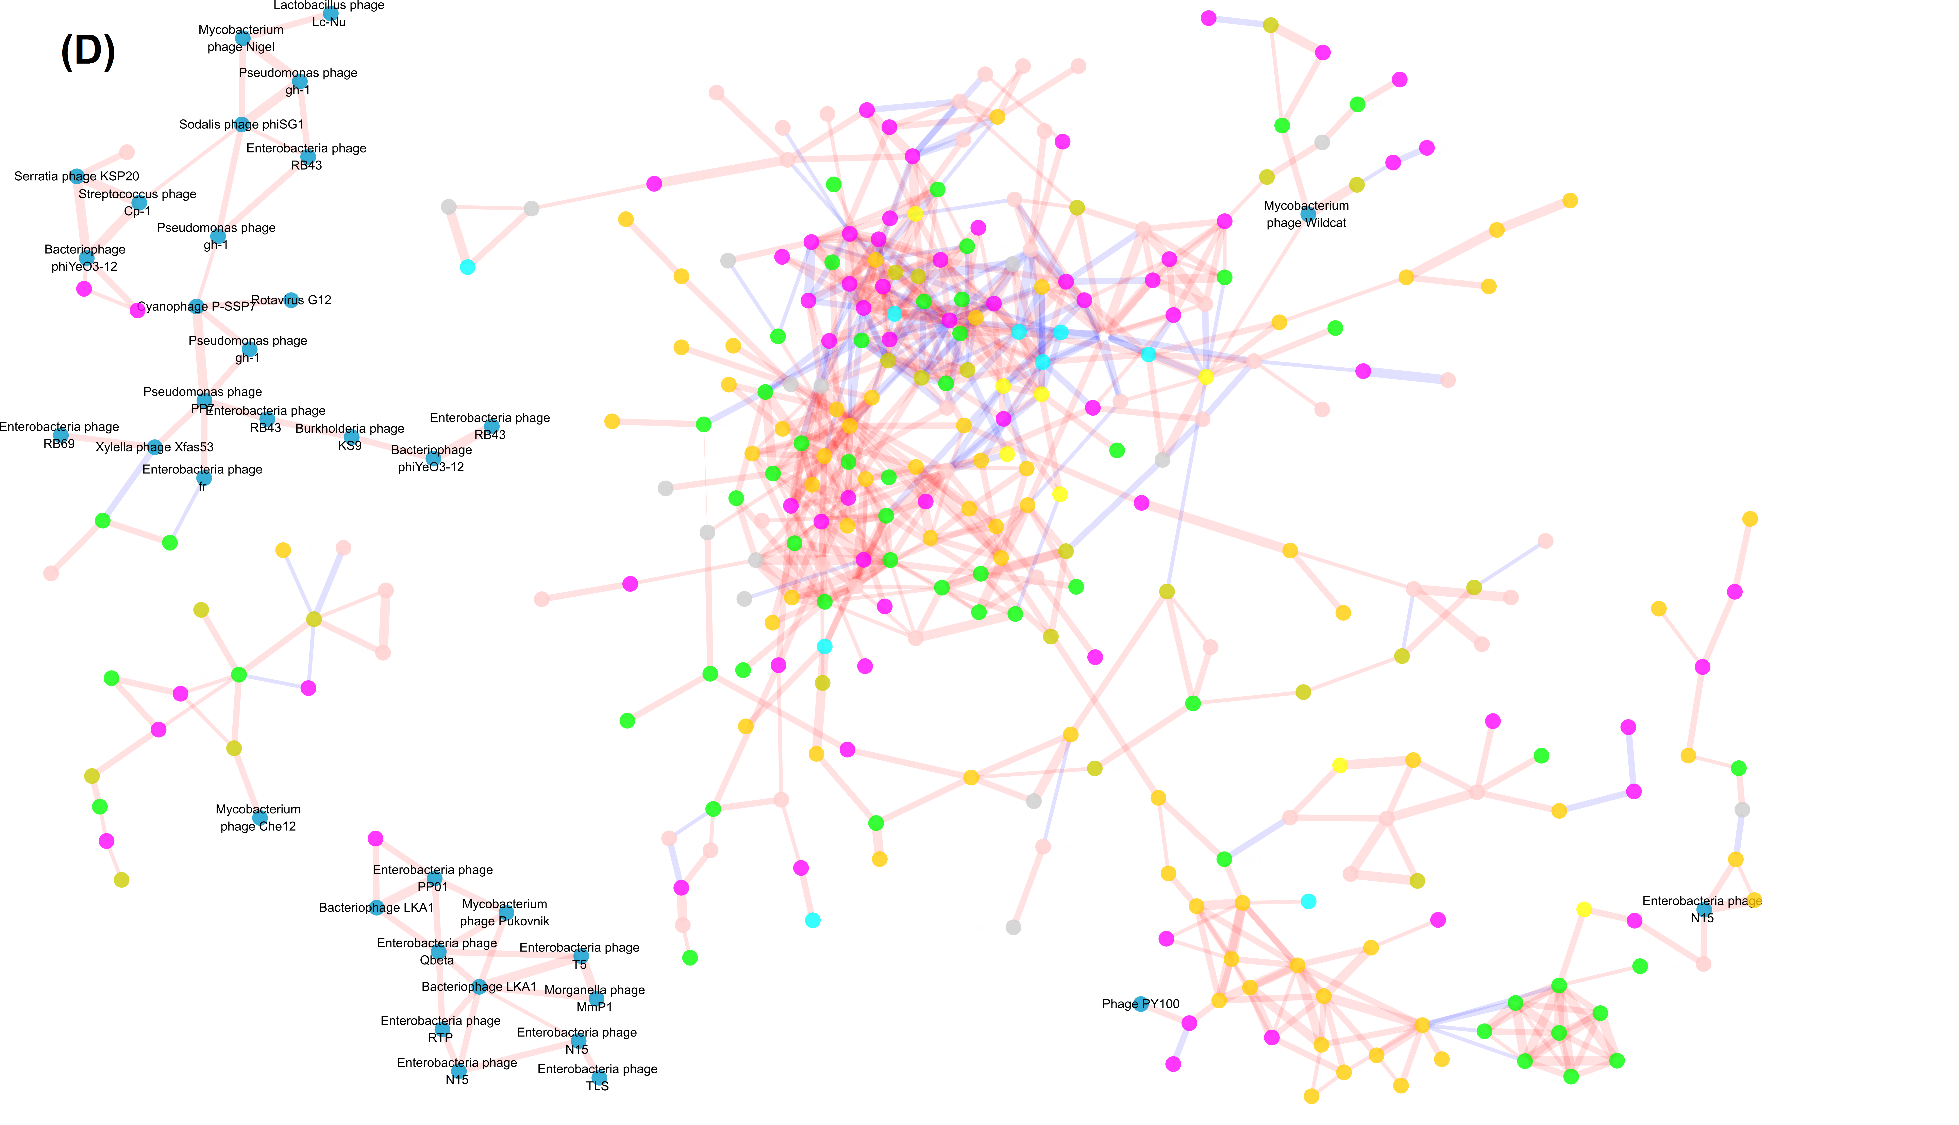 (D)
Lactobacillus phage
Lc-Nu
Mycobacterium
phage Nigel
Pseudomonas phage
gh-1
Sodalis phage phiSG1
Enterobacteria phage
RB43
Serratia phage KSP20
Streptococcus phage
Cp-1
Pseudomonas phage
gh-1
Bacteriophage
phiYeO3-12
Cyanophage P-SSP7
Rotavirus G12
Pseudomonas phage
gh-1
Pseudomonas phage
PP7
Enterobacteria phage
RB43
Burkholderia phage
KS9
Enterobacteria phage
RB43
Bacteriophage
phiYeO3-12
Enterobacteria phage
RB69
Xylella phage Xfas53
Enterobacteria phage
fr
Mycobacterium
phage Wildcat
Mycobacterium
phage Che12
Enterobacteria phage
PP01
Bacteriophage LKA1
Mycobacterium
phage Pukovnik
Enterobacteria phage
Qbeta
Enterobacteria phage
T5
Bacteriophage LKA1
Morganella phage
MmP1
Enterobacteria phage
RTP
Enterobacteria phage
N15
Enterobacteria phage
N15
Enterobacteria phage
TLS
Phage PY100
Enterobacteria phage
N15